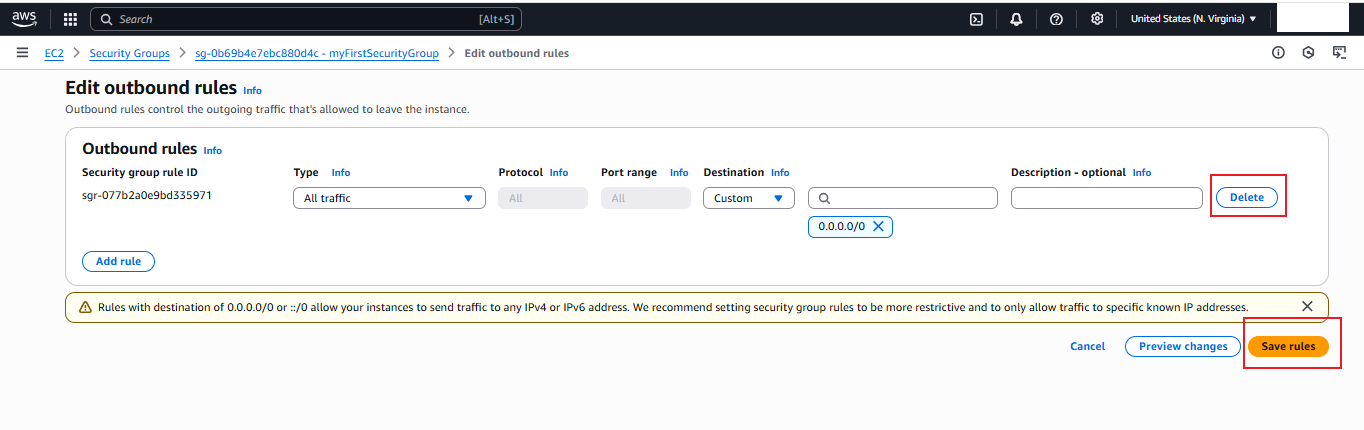 aws Search [Alt+S] United States (N. Virginia)
EC2 > Security Groups > sg-0b69b4e7ebc880d4c - myFirstSecurityGroup > Edit outbound rules
Edit outbound rules Info
Outbound rules control the outgoing traffic that's allowed to leave the instance.
Outbound rules Info
Security group rule ID Type Info Protocol Info Port range Info Destination Info Description - optional Info
sgr-077b2a0e9bd335971 All traffic All All Custom Delete
0.0.0.0/0
Add rule
Rules with destination of 0.0.0.0/0 or ::/0 allow your instances to send traffic to any IPv4 or IPv6 address. We recommend setting security group rules to be more restrictive and to only allow traffic to specific known IP addresses.
Cancel Preview changes Save rules